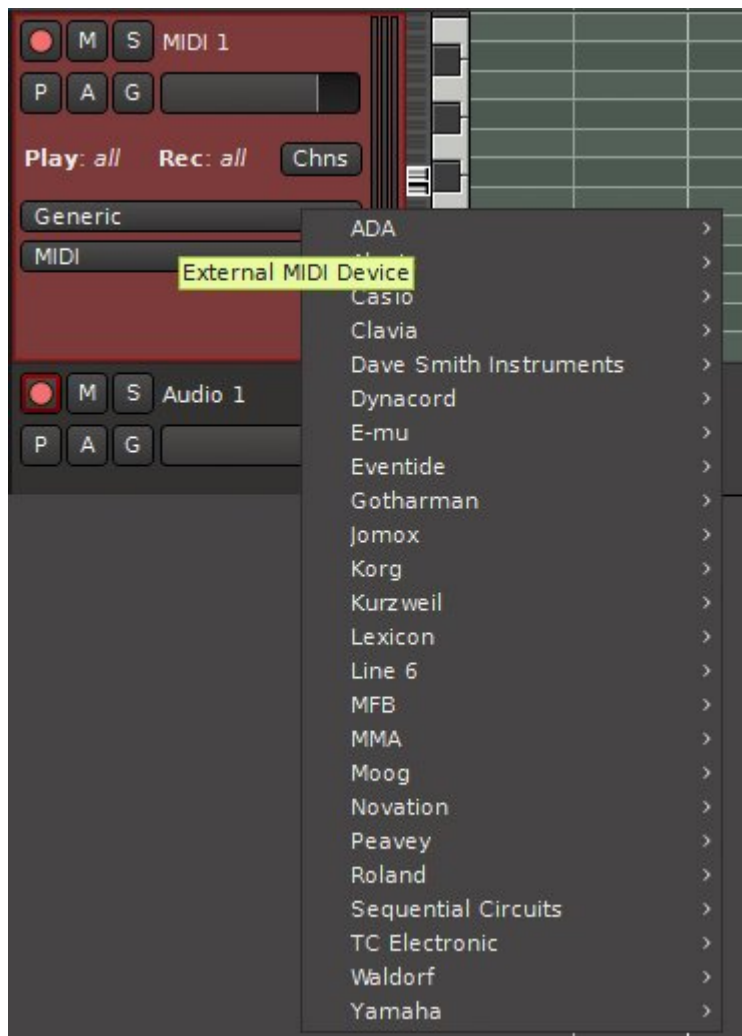 M S MIDI 1
P A G
Play: all Rec: all Chns
Generic
MIDI
External MIDI Device
M S Audio 1
P A G
ADA
Casio
Clavia
Dave Smith Instruments
Dynacord
E-mu
Eventide
Gotharman
Jomox
Korg
Kurzweil
Lexicon
Line 6
MFB
MMA
Moog
Novation
Peavey
Roland
Sequential Circuits
TC Electronic
Waldorf
Yamaha